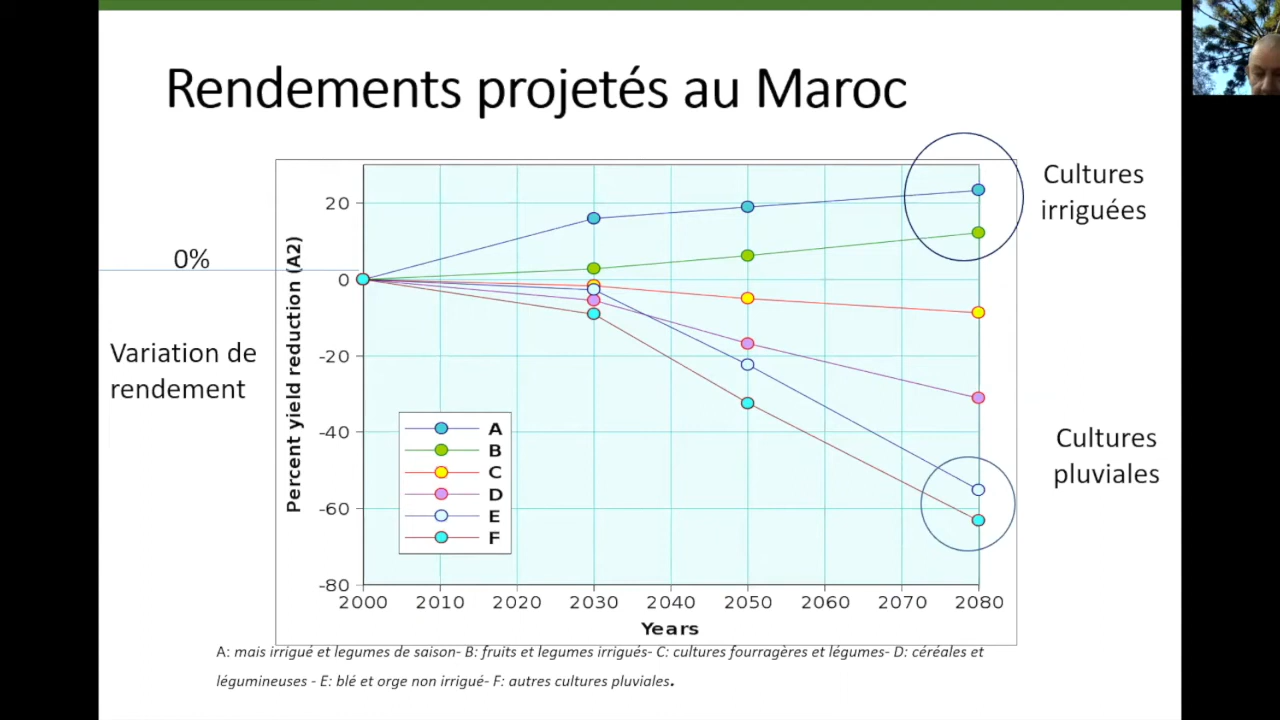 Rendements projetés au Maroc
Cultures
irriguées
0%
Variation de
rendement
Percent yield reduction (A2)
20
0
-20
-40
-60
-80
A
B
C
D
E
F
2000 2010 2020 2030 2040 2050 2060 2070 2080
Years
Cultures
pluviales
A: mais irrigué et legumes de saison- B: fruits et legumes irrigués- C: cultures fourragères et légumes- D: céréales et
légumineuses - E: blé et orge non irrigué- F: autres cultures pluviales.